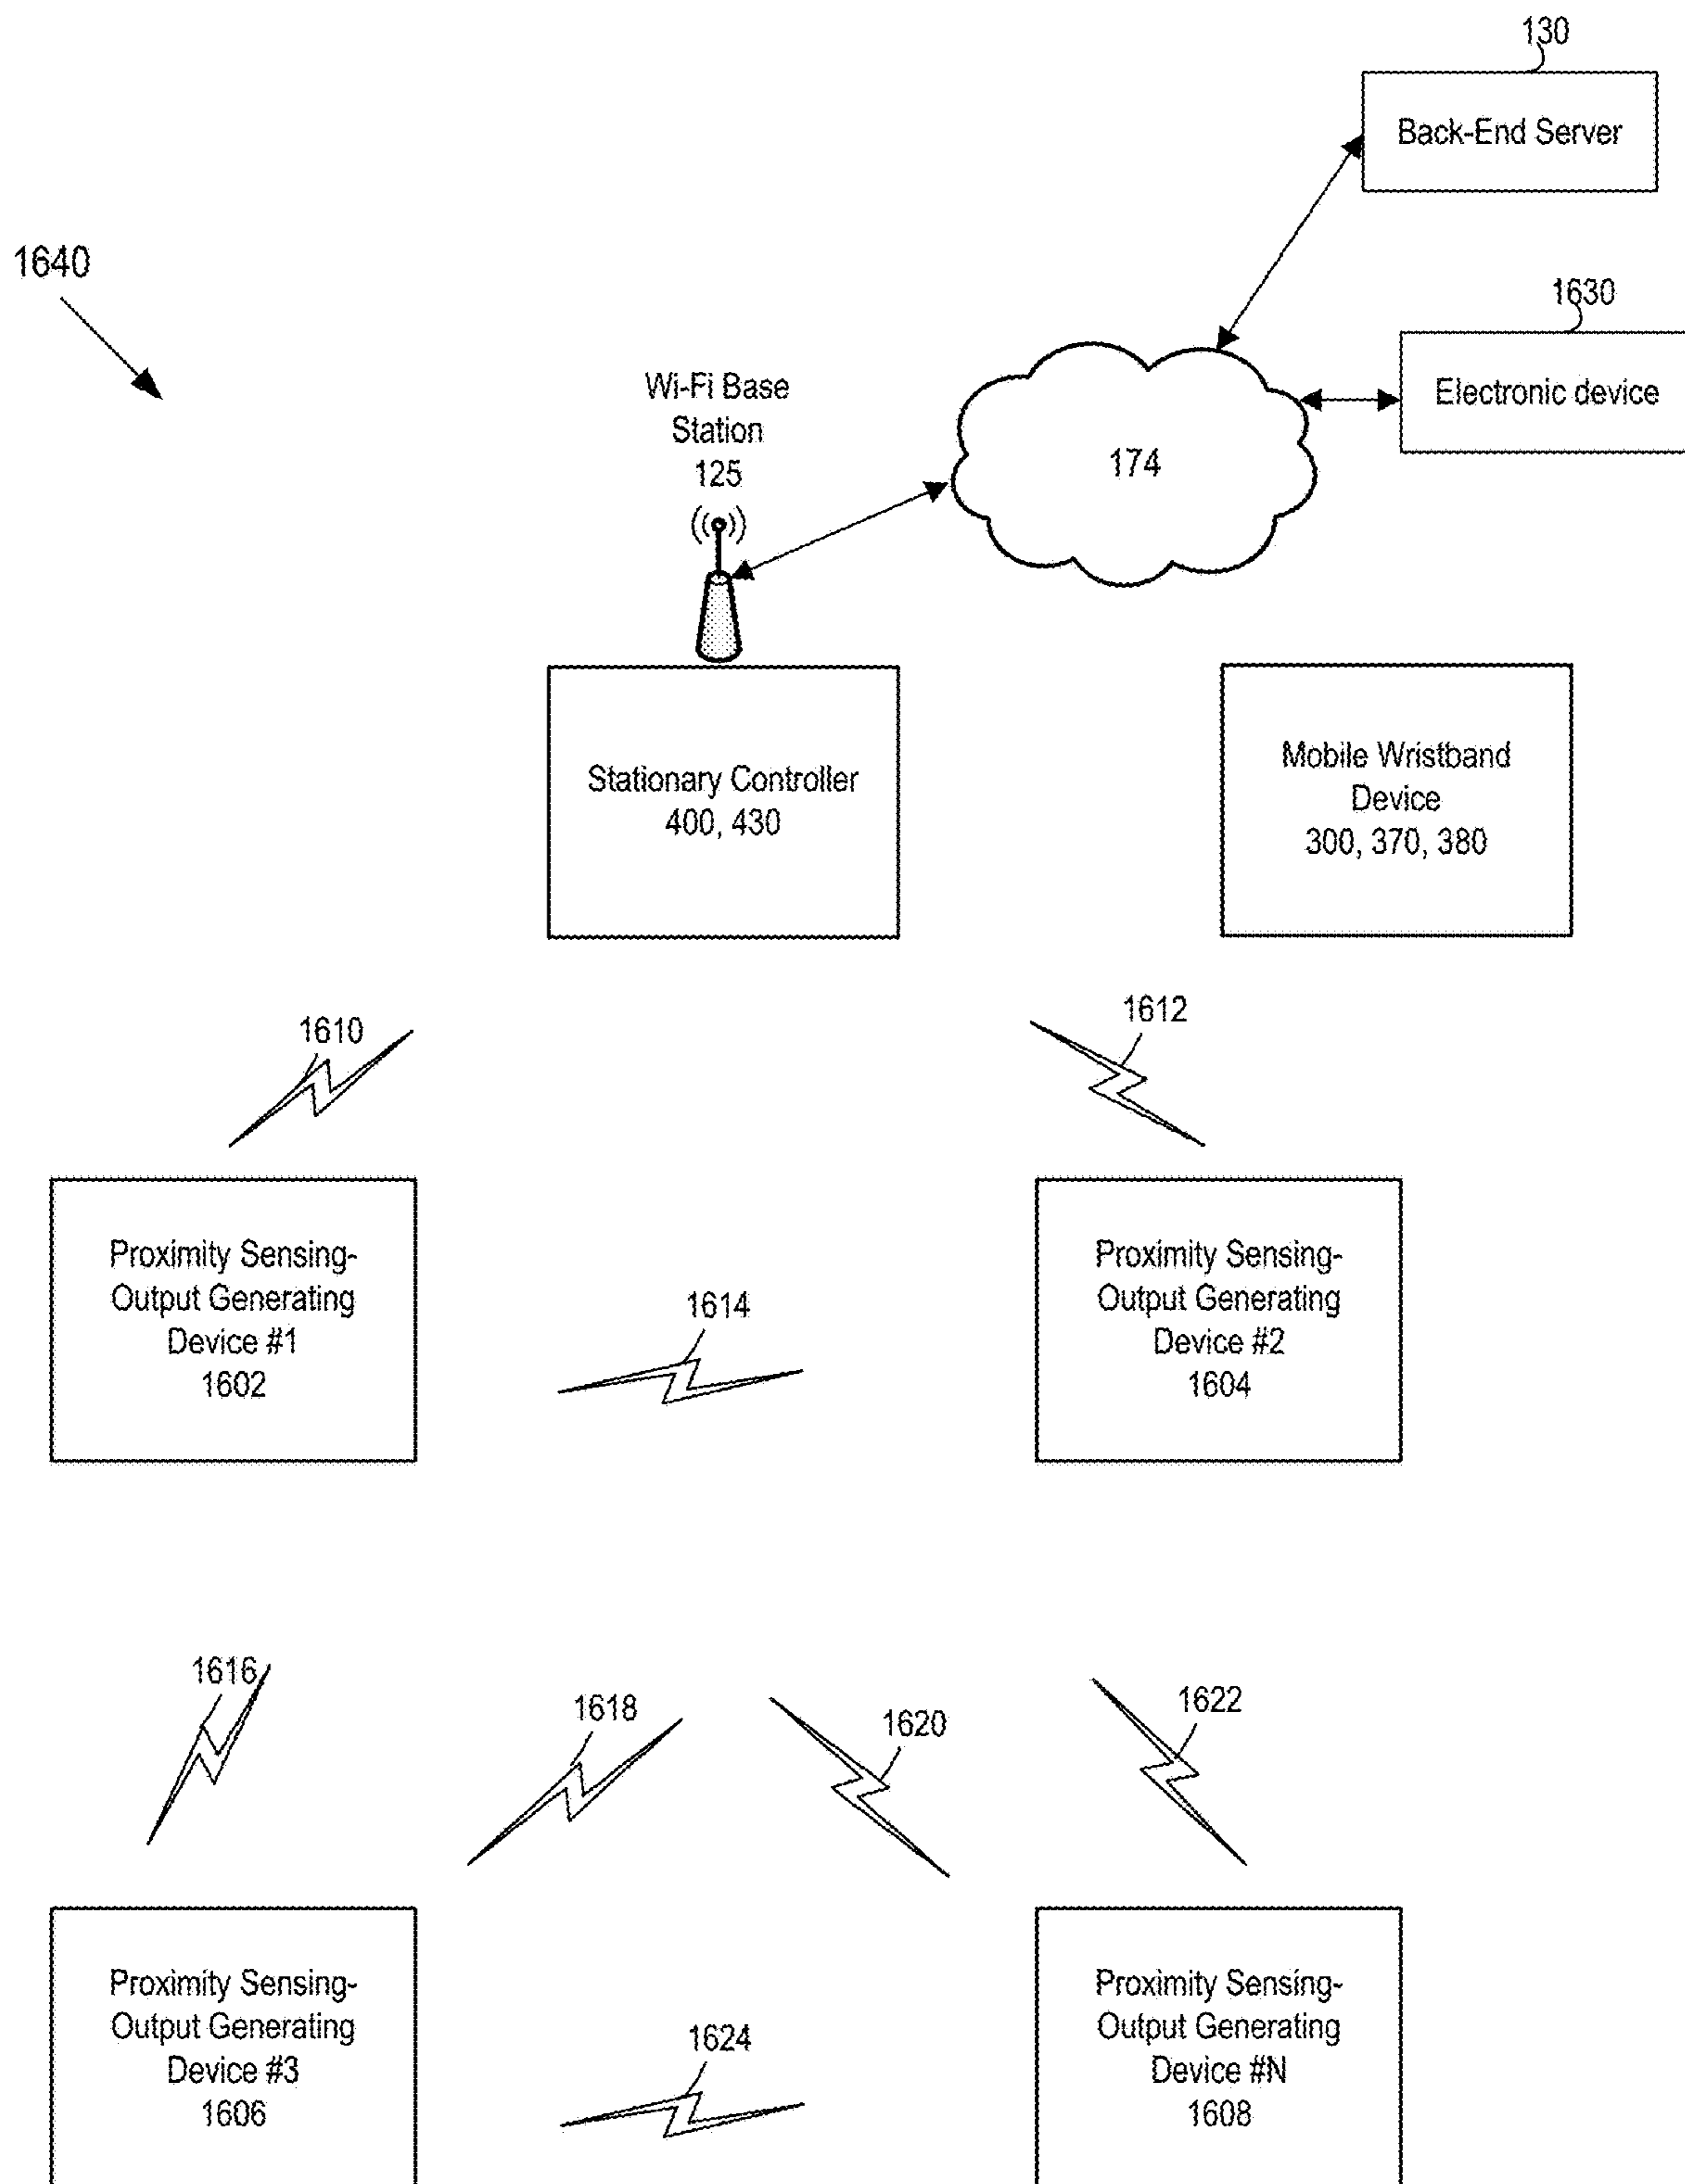 130
Back-End Server
1640
1630
Electronic device
Wi-Fi Base
Station
125
174
Stationary Controller
400, 430
Mobile Wristband
Device
300, 370, 380
1610
1612
Proximity Sensing-
Output Generating
Device #1
1602
1614
Proximity Sensing-
Output Generating
Device #2
1604
1616
1618
1620
1622
Proximity Sensing-
Output Generating
Device #3
1606
1624
Proximity Sensing-
Output Generating
Device #N
1608